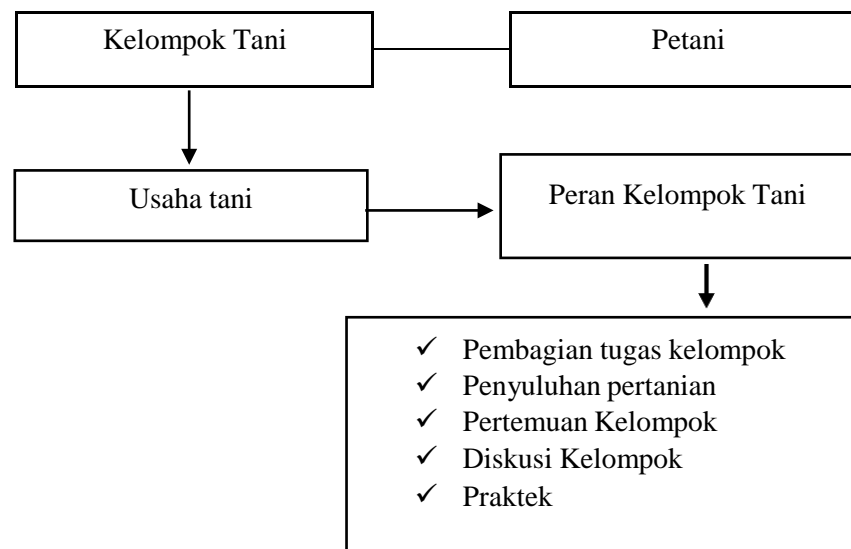 Kelompok Tani
Petani
Usaha tani
Peran Kelompok Tani
✓ Pembagian tugas kelompok
✓ Penyuluhan pertanian
✓ Pertemuan Kelompok
✓ Diskusi Kelompok
✓ Praktek